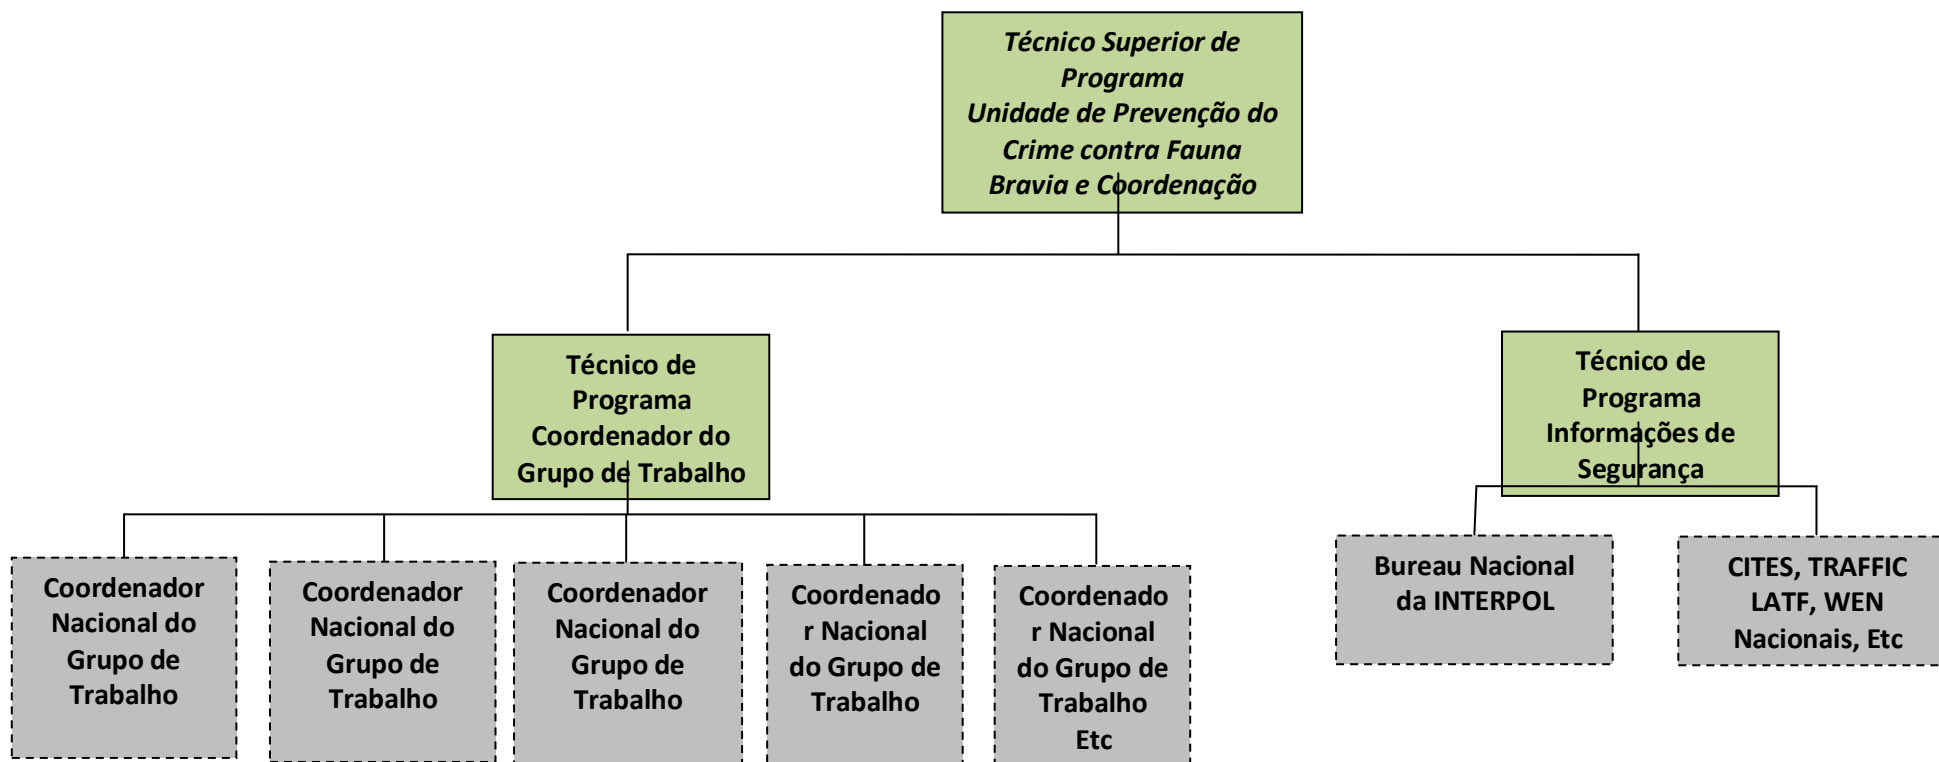 Técnico Superior de
Programa
Unidade de Prevenção do
Crime contra Fauna
Bravia e Coordenação
Técnico de
Programa
Coordenador do
Grupo de Trabalho
Técnico de
Programa
Informações de
Segurança
Coordenador
Nacional do
Grupo de
Trabalho
Coordenador
Nacional do
Grupo de
Trabalho
Coordenador
Nacional do
Grupo de
Trabalho
Coordenado
r Nacional
do Grupo de
Trabalho
Coordenado
r Nacional
do Grupo de
Trabalho
Etc
Bureau Nacional
da INTERPOL
CITES, TRAFFIC
LATF, WEN
Nacionais, Etc